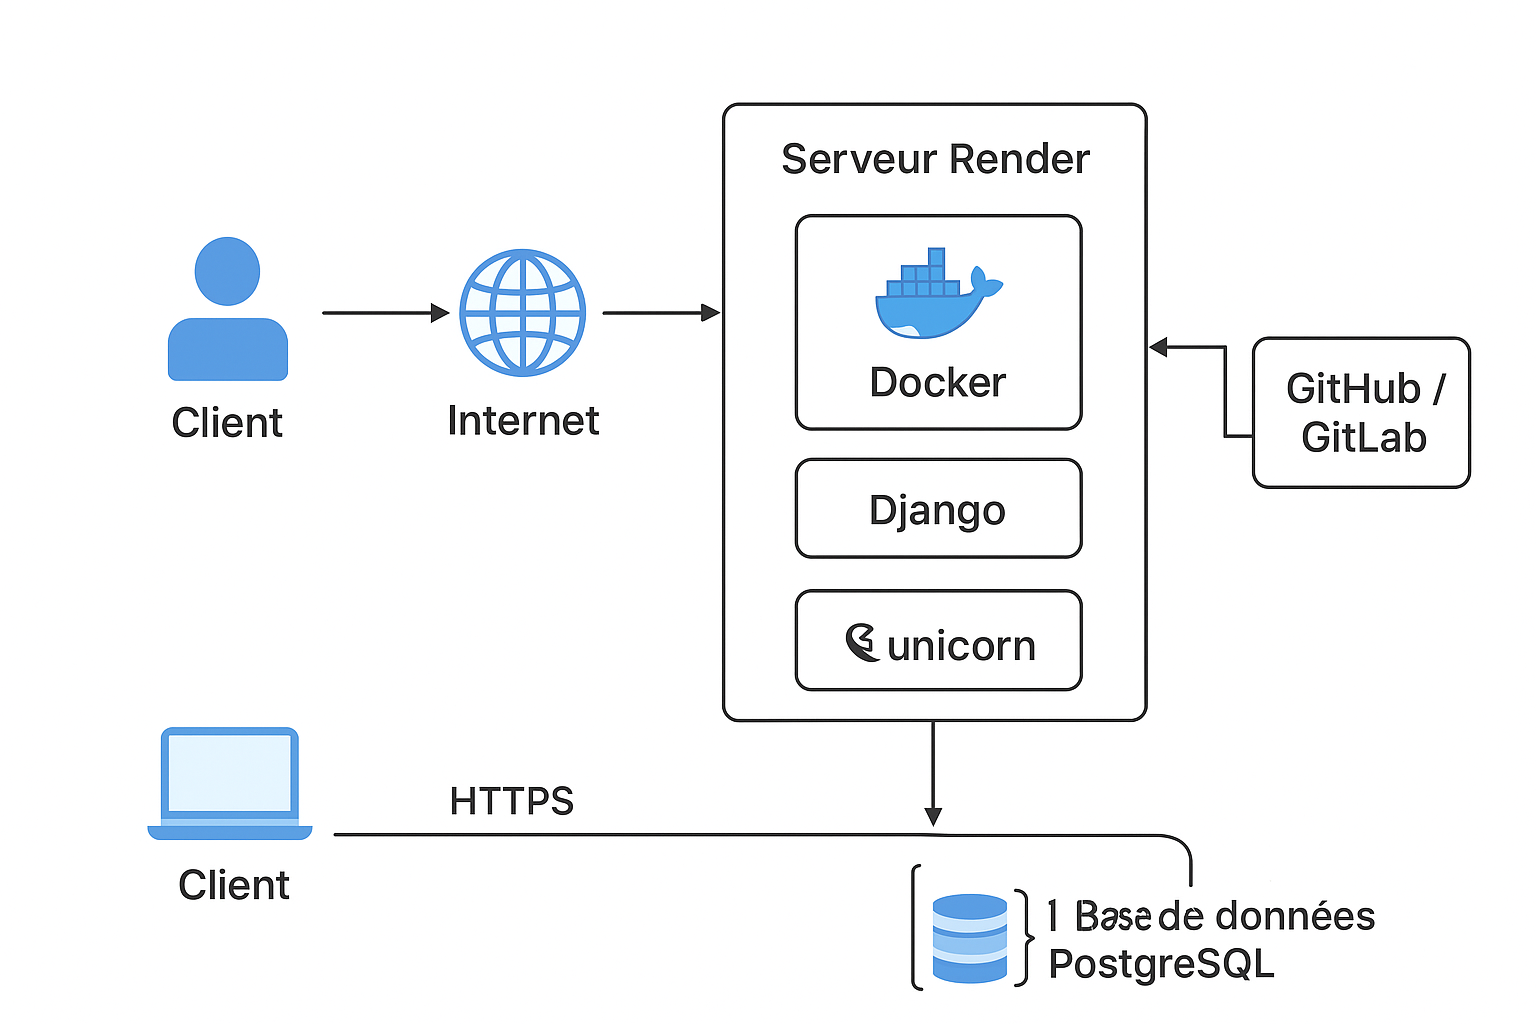 Serveur Render
Docker
Client
Internet
GitHub /
GitLab
Django
unicorn
HTTPS
Client
1 Base de données
PostgreSQL